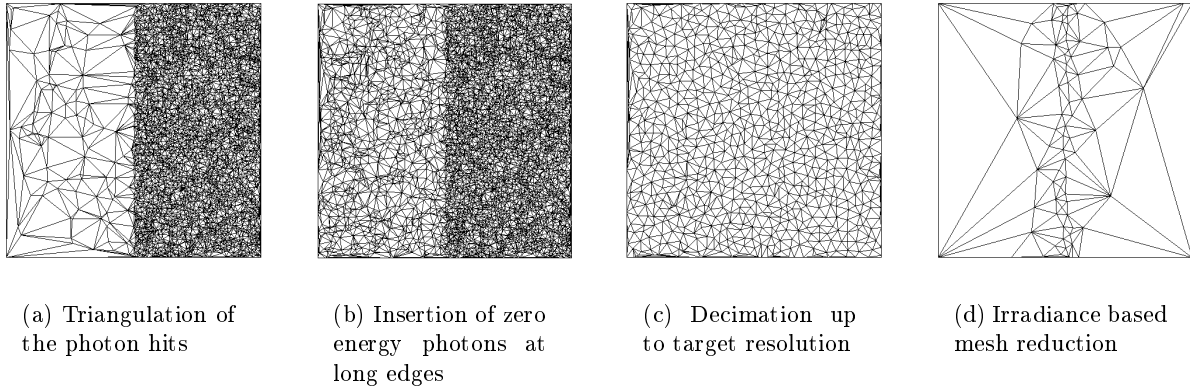 (a) Triangulation of
the photon hits
(b) Insertion of zero
energy photons at
long edges
(c) Decimation up
to target resolution
(d) Irradiance based
mesh reduction